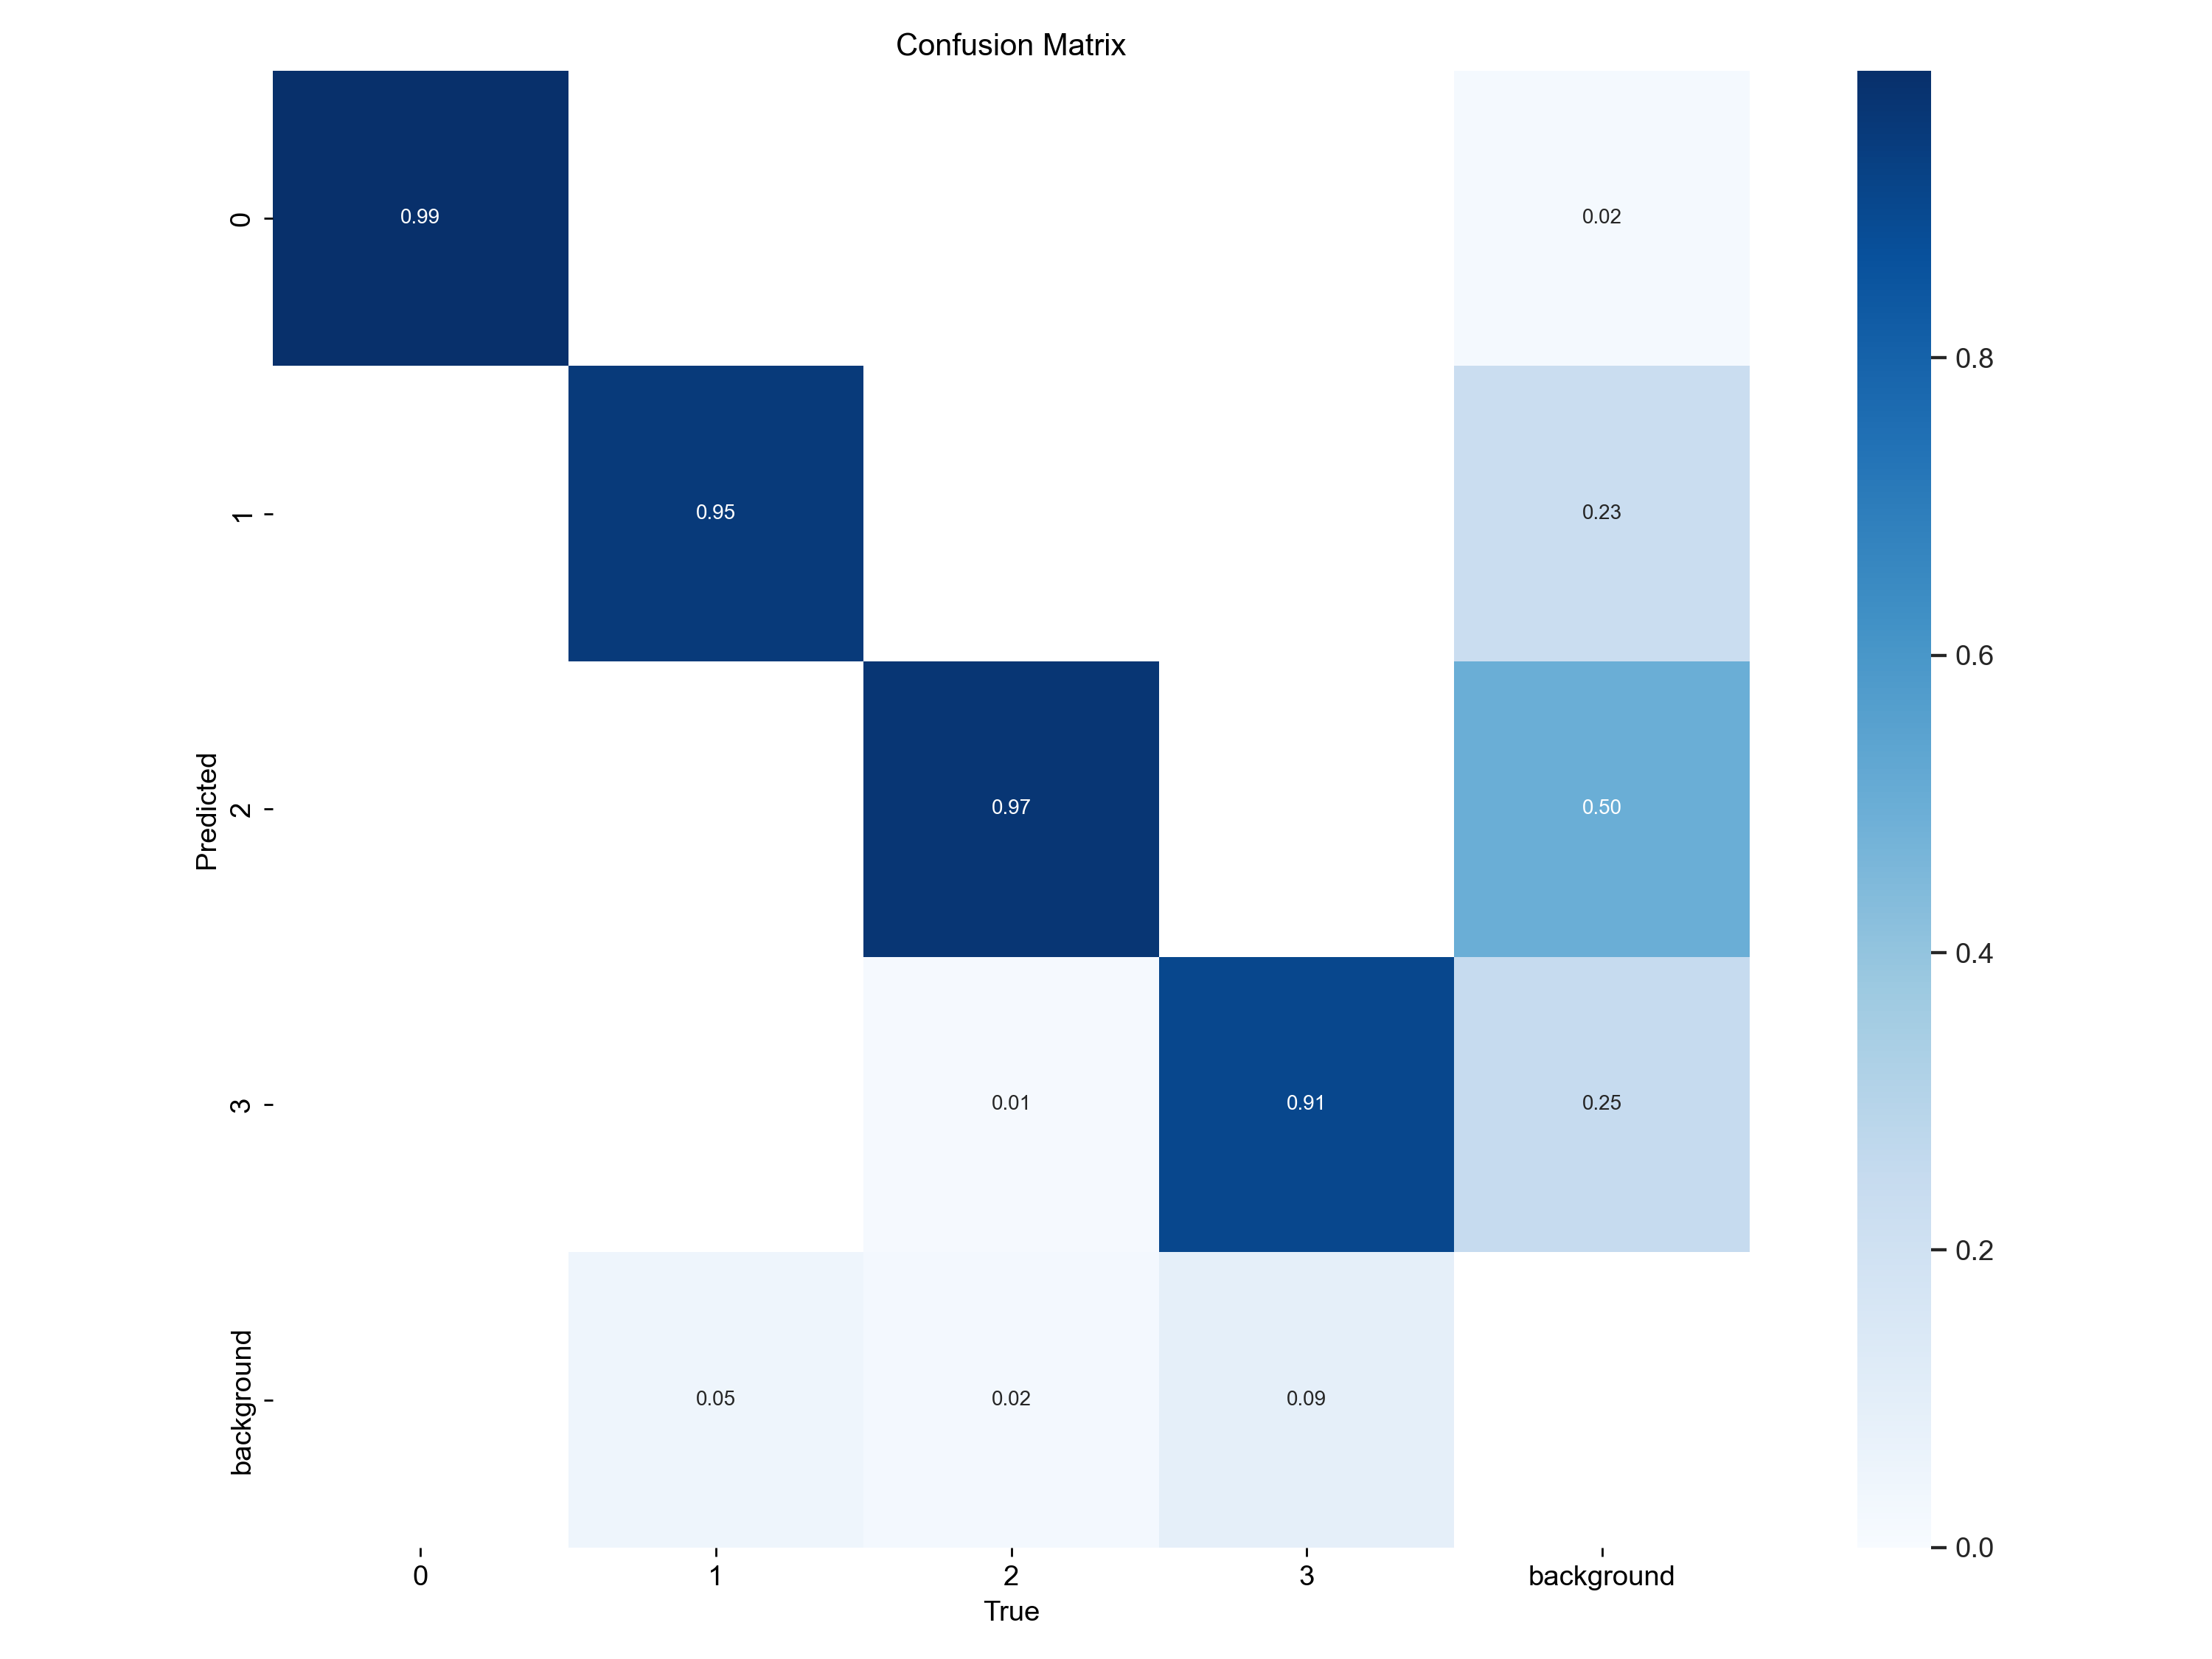 Confusion Matrix
0 0.99 0.02
1 0.95 0.23 0.8
2 0.97 0.50 0.6
3 0.01 0.91 0.25 0.4
background 0.05 0.02 0.09 0.2
0.0
0 1 2 3 background
True
Predicted